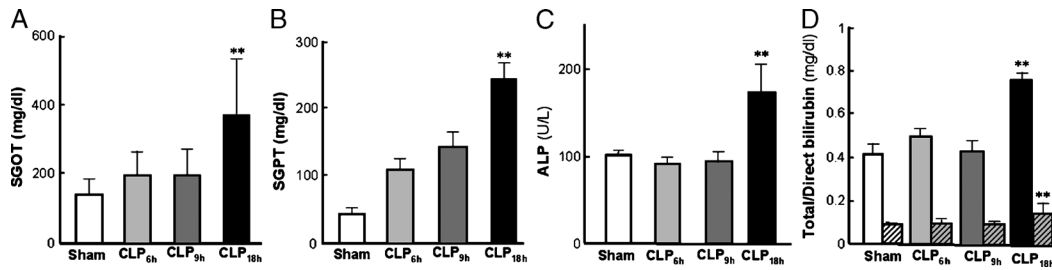 A
SGOT (mg/dl)
600
400
200
0
**
Sham CLP6h CLP9h CLP18h
B
SGPT (mg/dl)
300
200
100
0
**
Sham CLP6h CLP9h CLP18h
C
ALP (U/L)
200
100
0
**
Sham CLP6h CLP9h CLP18h
D
Total/Direct bilirubin (mg/dl)
1
0.8
0.6
0.4
0.2
0
**
**
Sham CLP6h CLP9h CLP18h